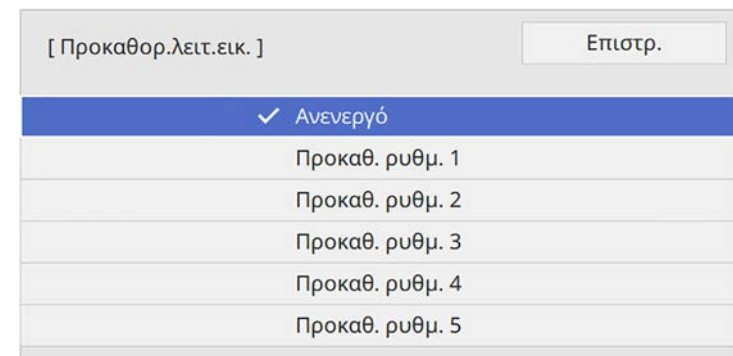 [ Προκαθορ.λειτ.εικ. ] Επιστρ.
Ανενεργό
Προκαθ. ρυθμ. 1
Προκαθ. ρυθμ. 2
Προκαθ. ρυθμ. 3
Προκαθ. ρυθμ. 4
Προκαθ. ρυθμ. 5